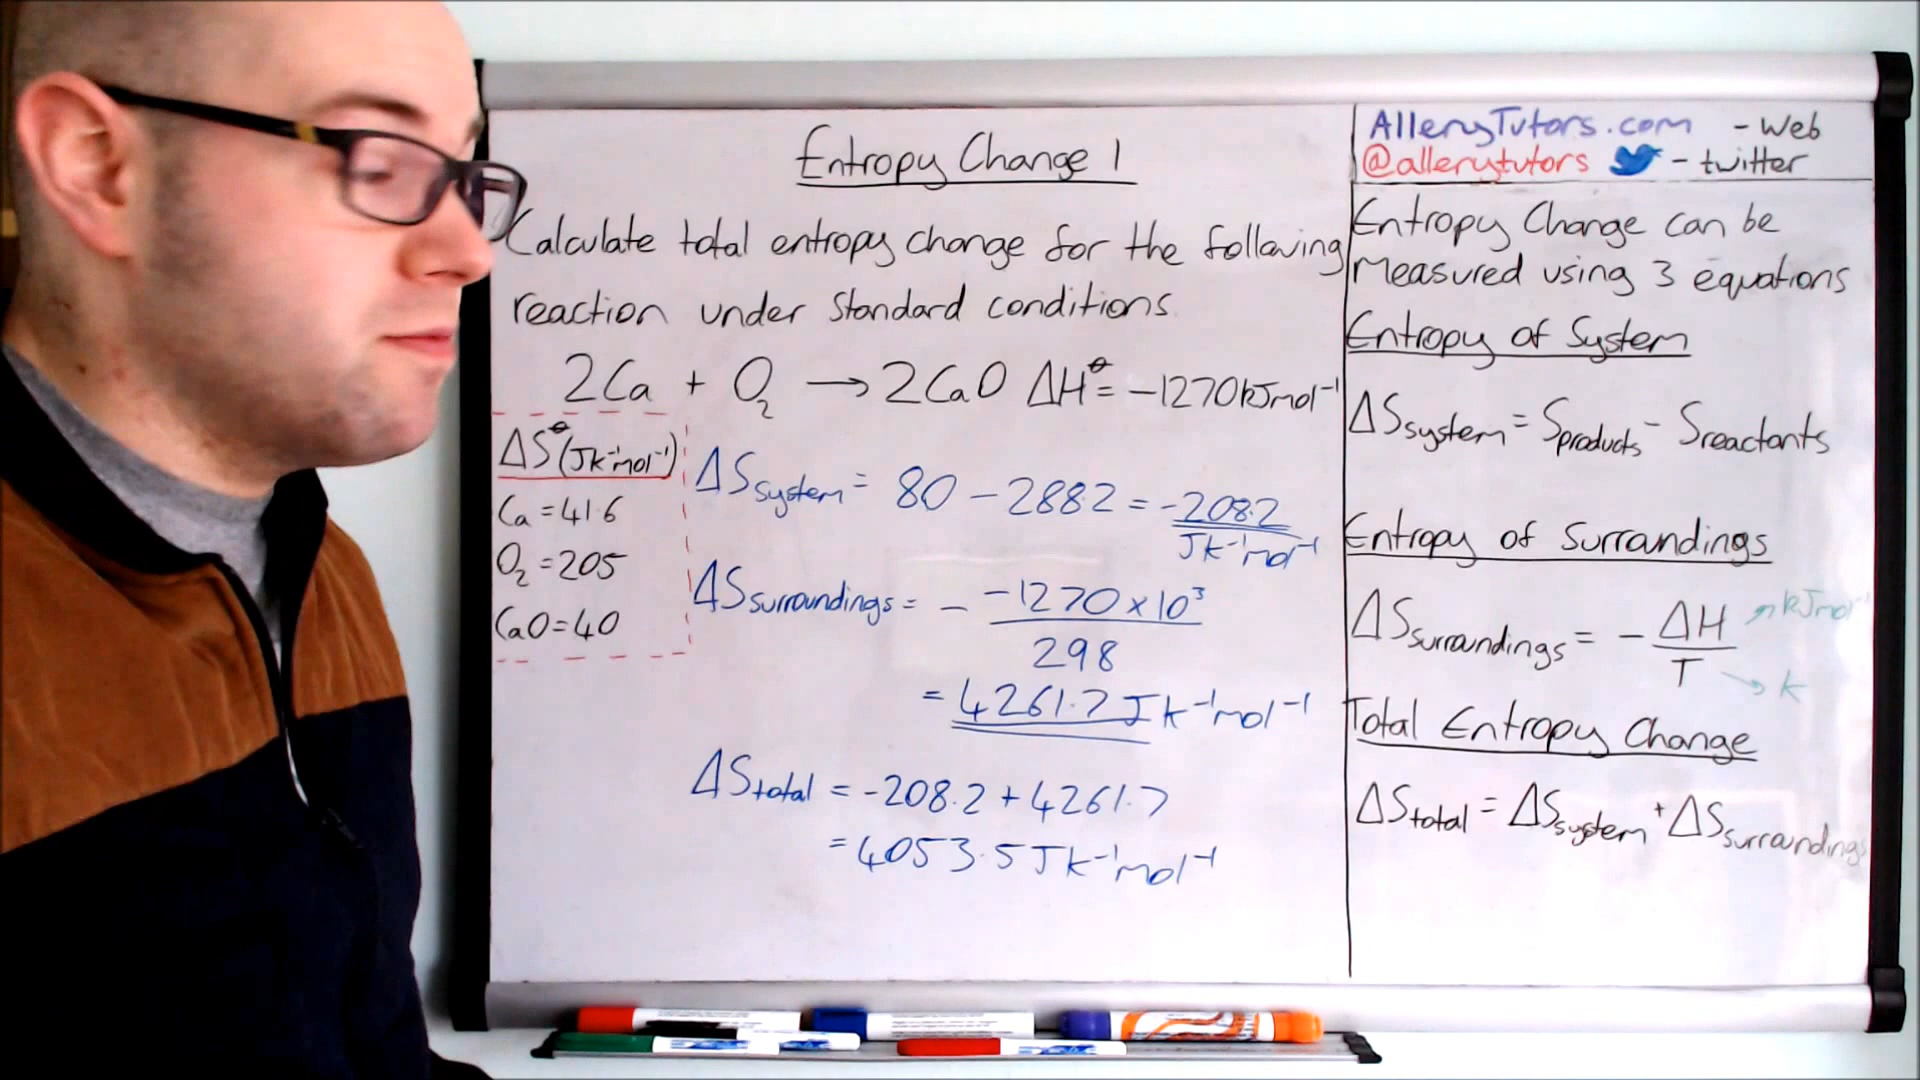 Entropy Change 1
Calculate total entropy change for the following
reaction under standard conditions.
2Ca + O₂ → 2CaO ΔH^θ = -1270kJmol⁻¹
ΔS^θ (Jk⁻¹mol⁻¹)
Ca = 41.6
O₂ = 205
CaO = 40
ΔSsystem = 80 - 288.2 = -208.2
Jk⁻¹mol⁻¹
ΔSsurroundings = - -1270 x 10³
298
= 4261.7 Jk⁻¹mol⁻¹
ΔStotal = -208.2 + 4261.7
= 4053.5 Jk⁻¹mol⁻¹
AlleryTutors.com - Web
@allerytutors - twitter
Entropy Change can be
measured using 3 equations
Entropy of System
ΔSsystem = Sproducts - Sreactants
Entropy of Surrandings
ΔSsurroundings = - ΔH → kJmol⁻¹
T → k
Total Entropy Change
ΔStotal = ΔSsystem + ΔSsurroundings